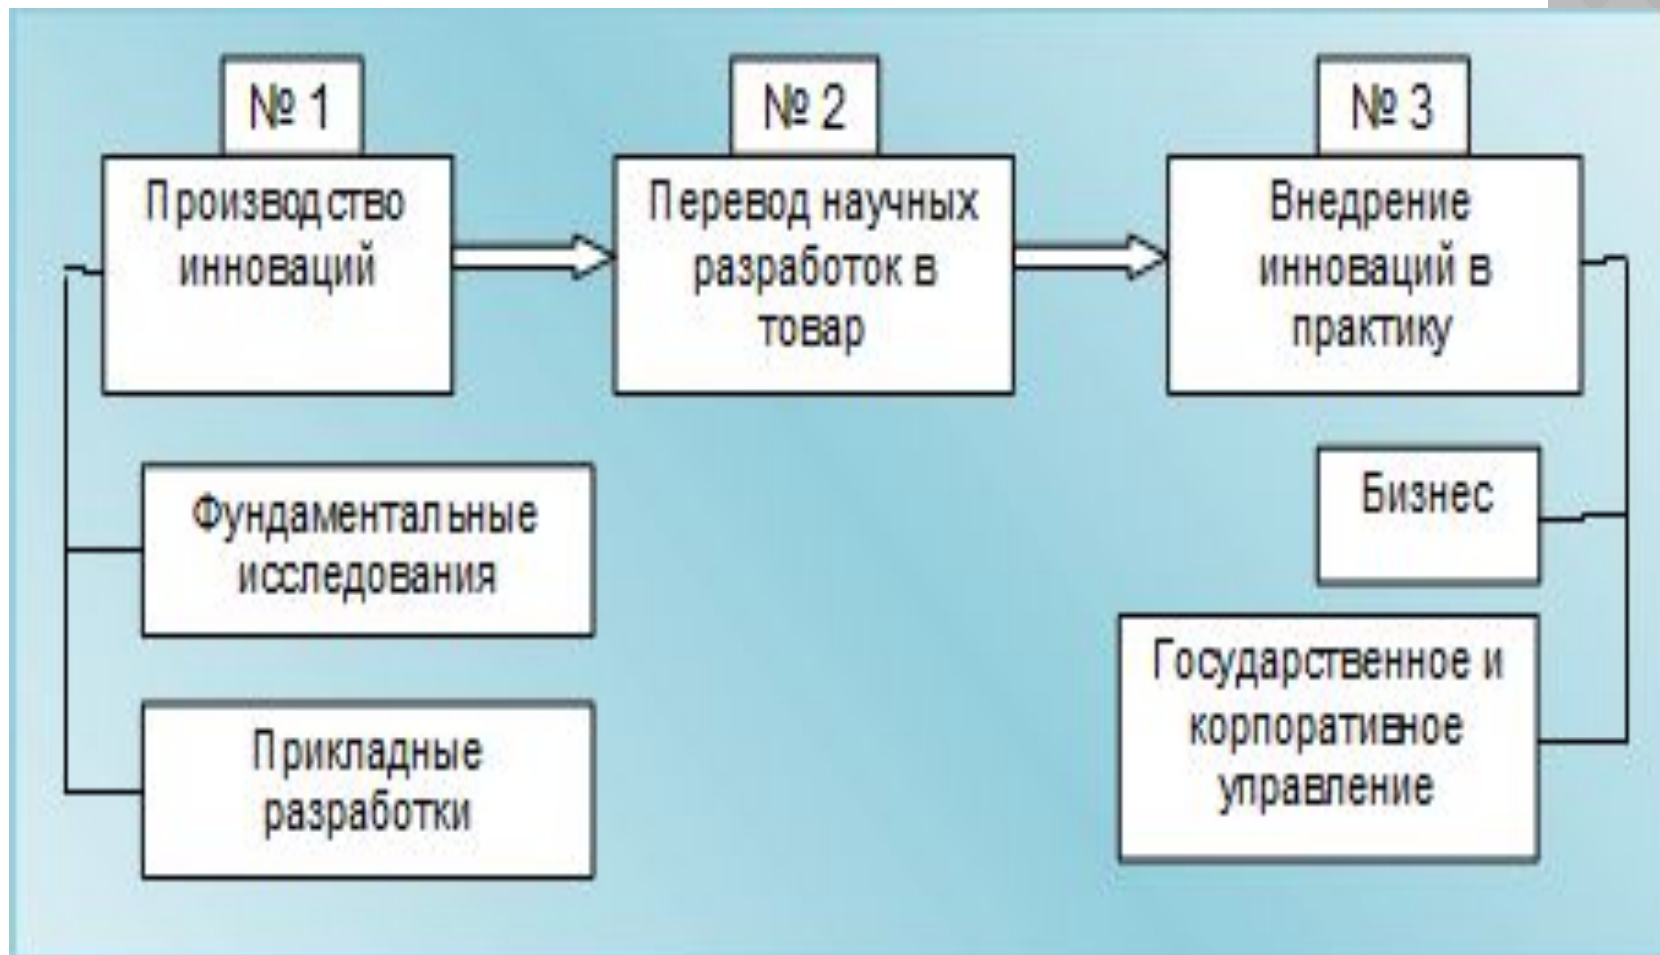 № 1
Производство
инноваций
№ 2
Перевод научных
разработок в
товар
№ 3
Внедрение
инноваций в
практику
Фундаментальные
исследования
Прикладные
разработки
Бизнес
Государственное и
корпоративное
управление